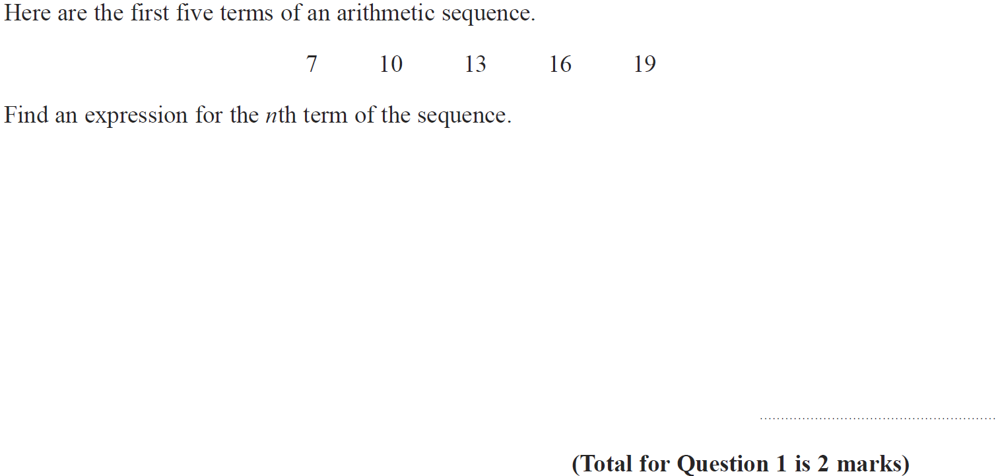 Here are the first five terms of an arithmetic sequence.
7 10 13 16 19
Find an expression for the nth term of the sequence.
.......................................................
(Total for Question 1 is 2 marks)